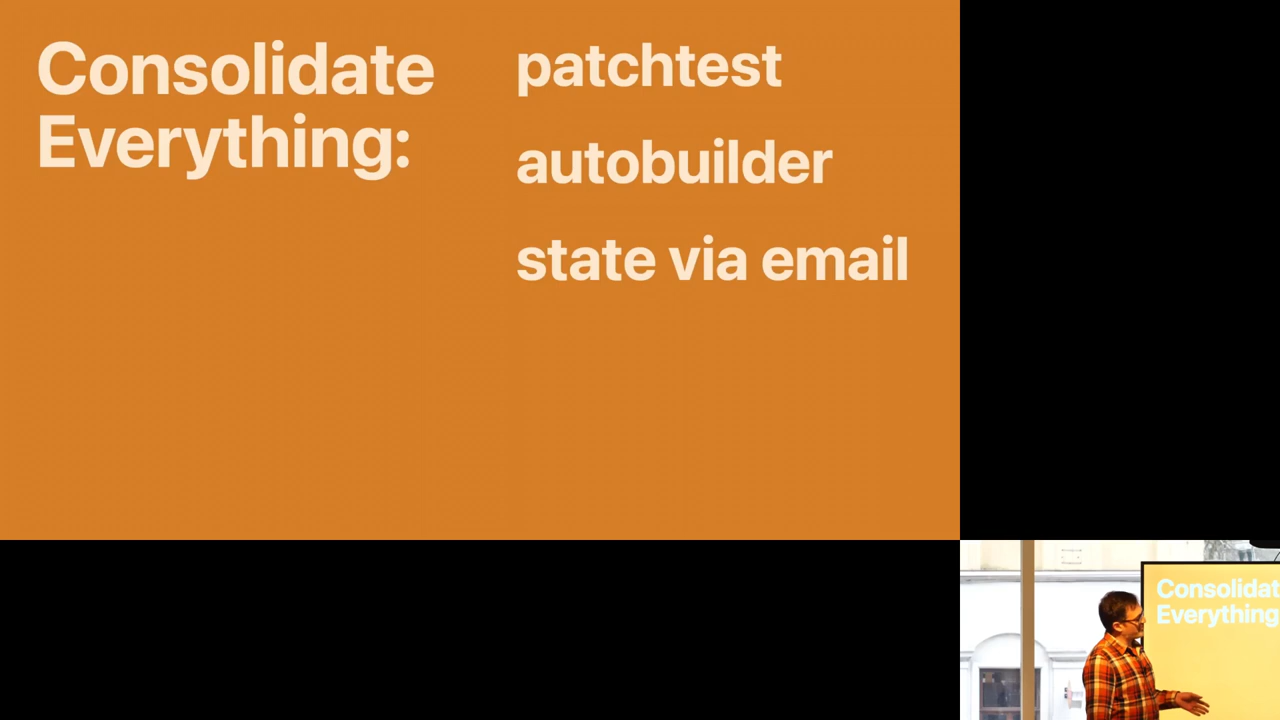 Consolidate
Everything:
patchtest
autobuilder
state via email
Consolidat
Everything